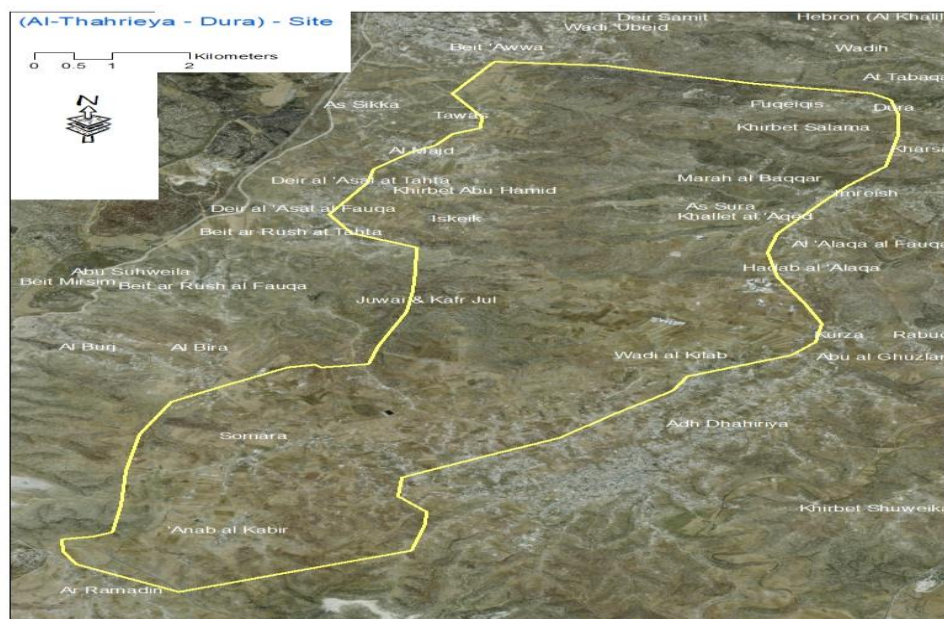 (Al-Thahrieya - Dura) - Site
0 0.5 1 2
Kilometers
N
Deir Samit
Hebron (Al Khalil
Wadi 'Ubeid
Beit 'Awwa
Wadih
At Tabaqa
As Sikka
Fuqeiqis
Dura
Tawas
Khirbet Salama
Al Majd
Kharsa
Deir al 'Asal at Tahta
Marah al Baqqar
Khirbet Abu Hamid
Imreish
As Sura
Deir al 'Asal al Fauqa
Iskeik
Khallet al 'Aqed
Beit ar Rush at Tahta
Al 'Alaqa al Fauqa
Abu Suhweila
Hadab al 'Alaqa
Beit Mirsim
Beit ar Rush al Fauqa
Juwai & Kafr Jul
Kurza
Rabud
Al Burj
Al Bira
Wadi al Kilab
Abu al Ghuzlan
Adh Dhahiriya
Somara
Khirbet Shuweika
'Anab al Kabir
Ar Ramadin